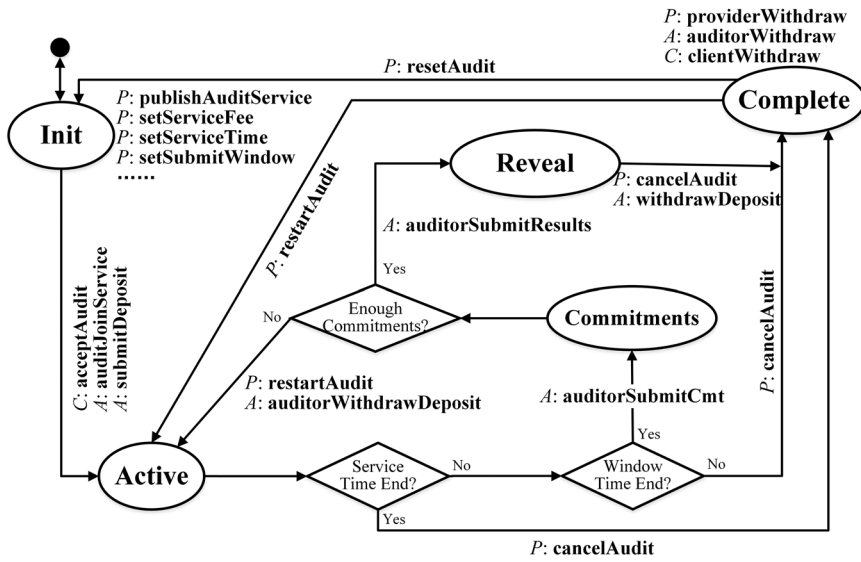 P: providerWithdraw
A: auditorWithdraw
C: clientWithdraw
P: resetAudit
Init
P: publishAuditService
P: setServiceFee
P: setServiceTime
P: setSubmitWindow
......
Complete
Reveal
P: cancelAudit
A: withdrawDeposit
P: restartAudit
A: auditorSubmitResults
Yes
Enough
Commitments?
No
Commitments
P: cancelAudit
C: acceptAudit
A: auditJoinService
A: submitDeposit
P: restartAudit
A: auditorWithdrawDeposit
A: auditorSubmitCmt
Yes
Active
Service
Time End?
No
Window
Time End?
No
Yes
P: cancelAudit